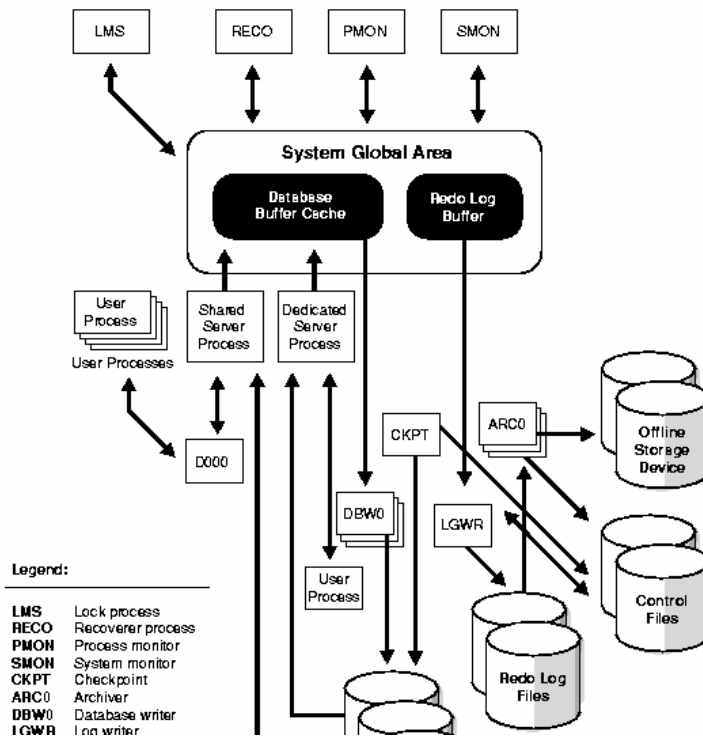 LMS
RECO
PMON
SMON
System Global Area
Database
Buffer Cache
Redo Log
Buffer
User
Process
User Processes
Shared
Server
Process
Dedicated
Server
Process
D000
CKPT
ARC0
Offline
Storage
Device
DBW0
LGWR
User
Process
Control
Files
Redo Log
Files
Legend:
LMS Lock process
RECO Recoverer process
PMON Process monitor
SMON System monitor
CKPT Checkpoint
ARC0 Archiver
DBW0 Database writer
LGWR Log writer